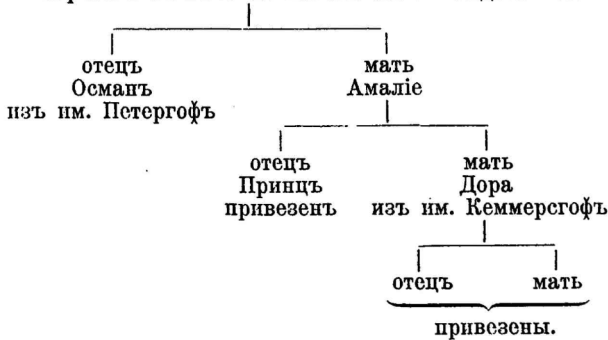 отецъ мать
Османъ Амаліе
изъ им. Петергофъ
отецъ мать
Принцъ Дора
привезенъ изъ им. Кеммерсгофъ
отецъ мать
привезены.